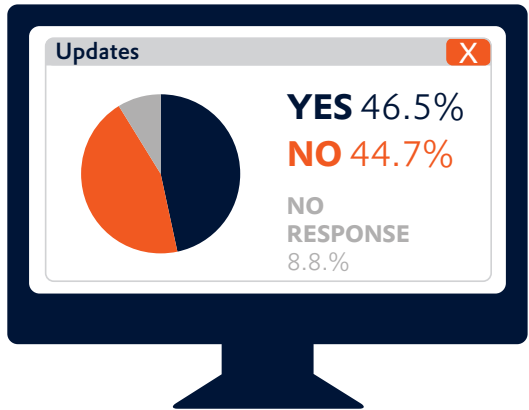 Updates
X
YES 46.5%
NO 44.7%
NO
RESPONSE
8.8.%